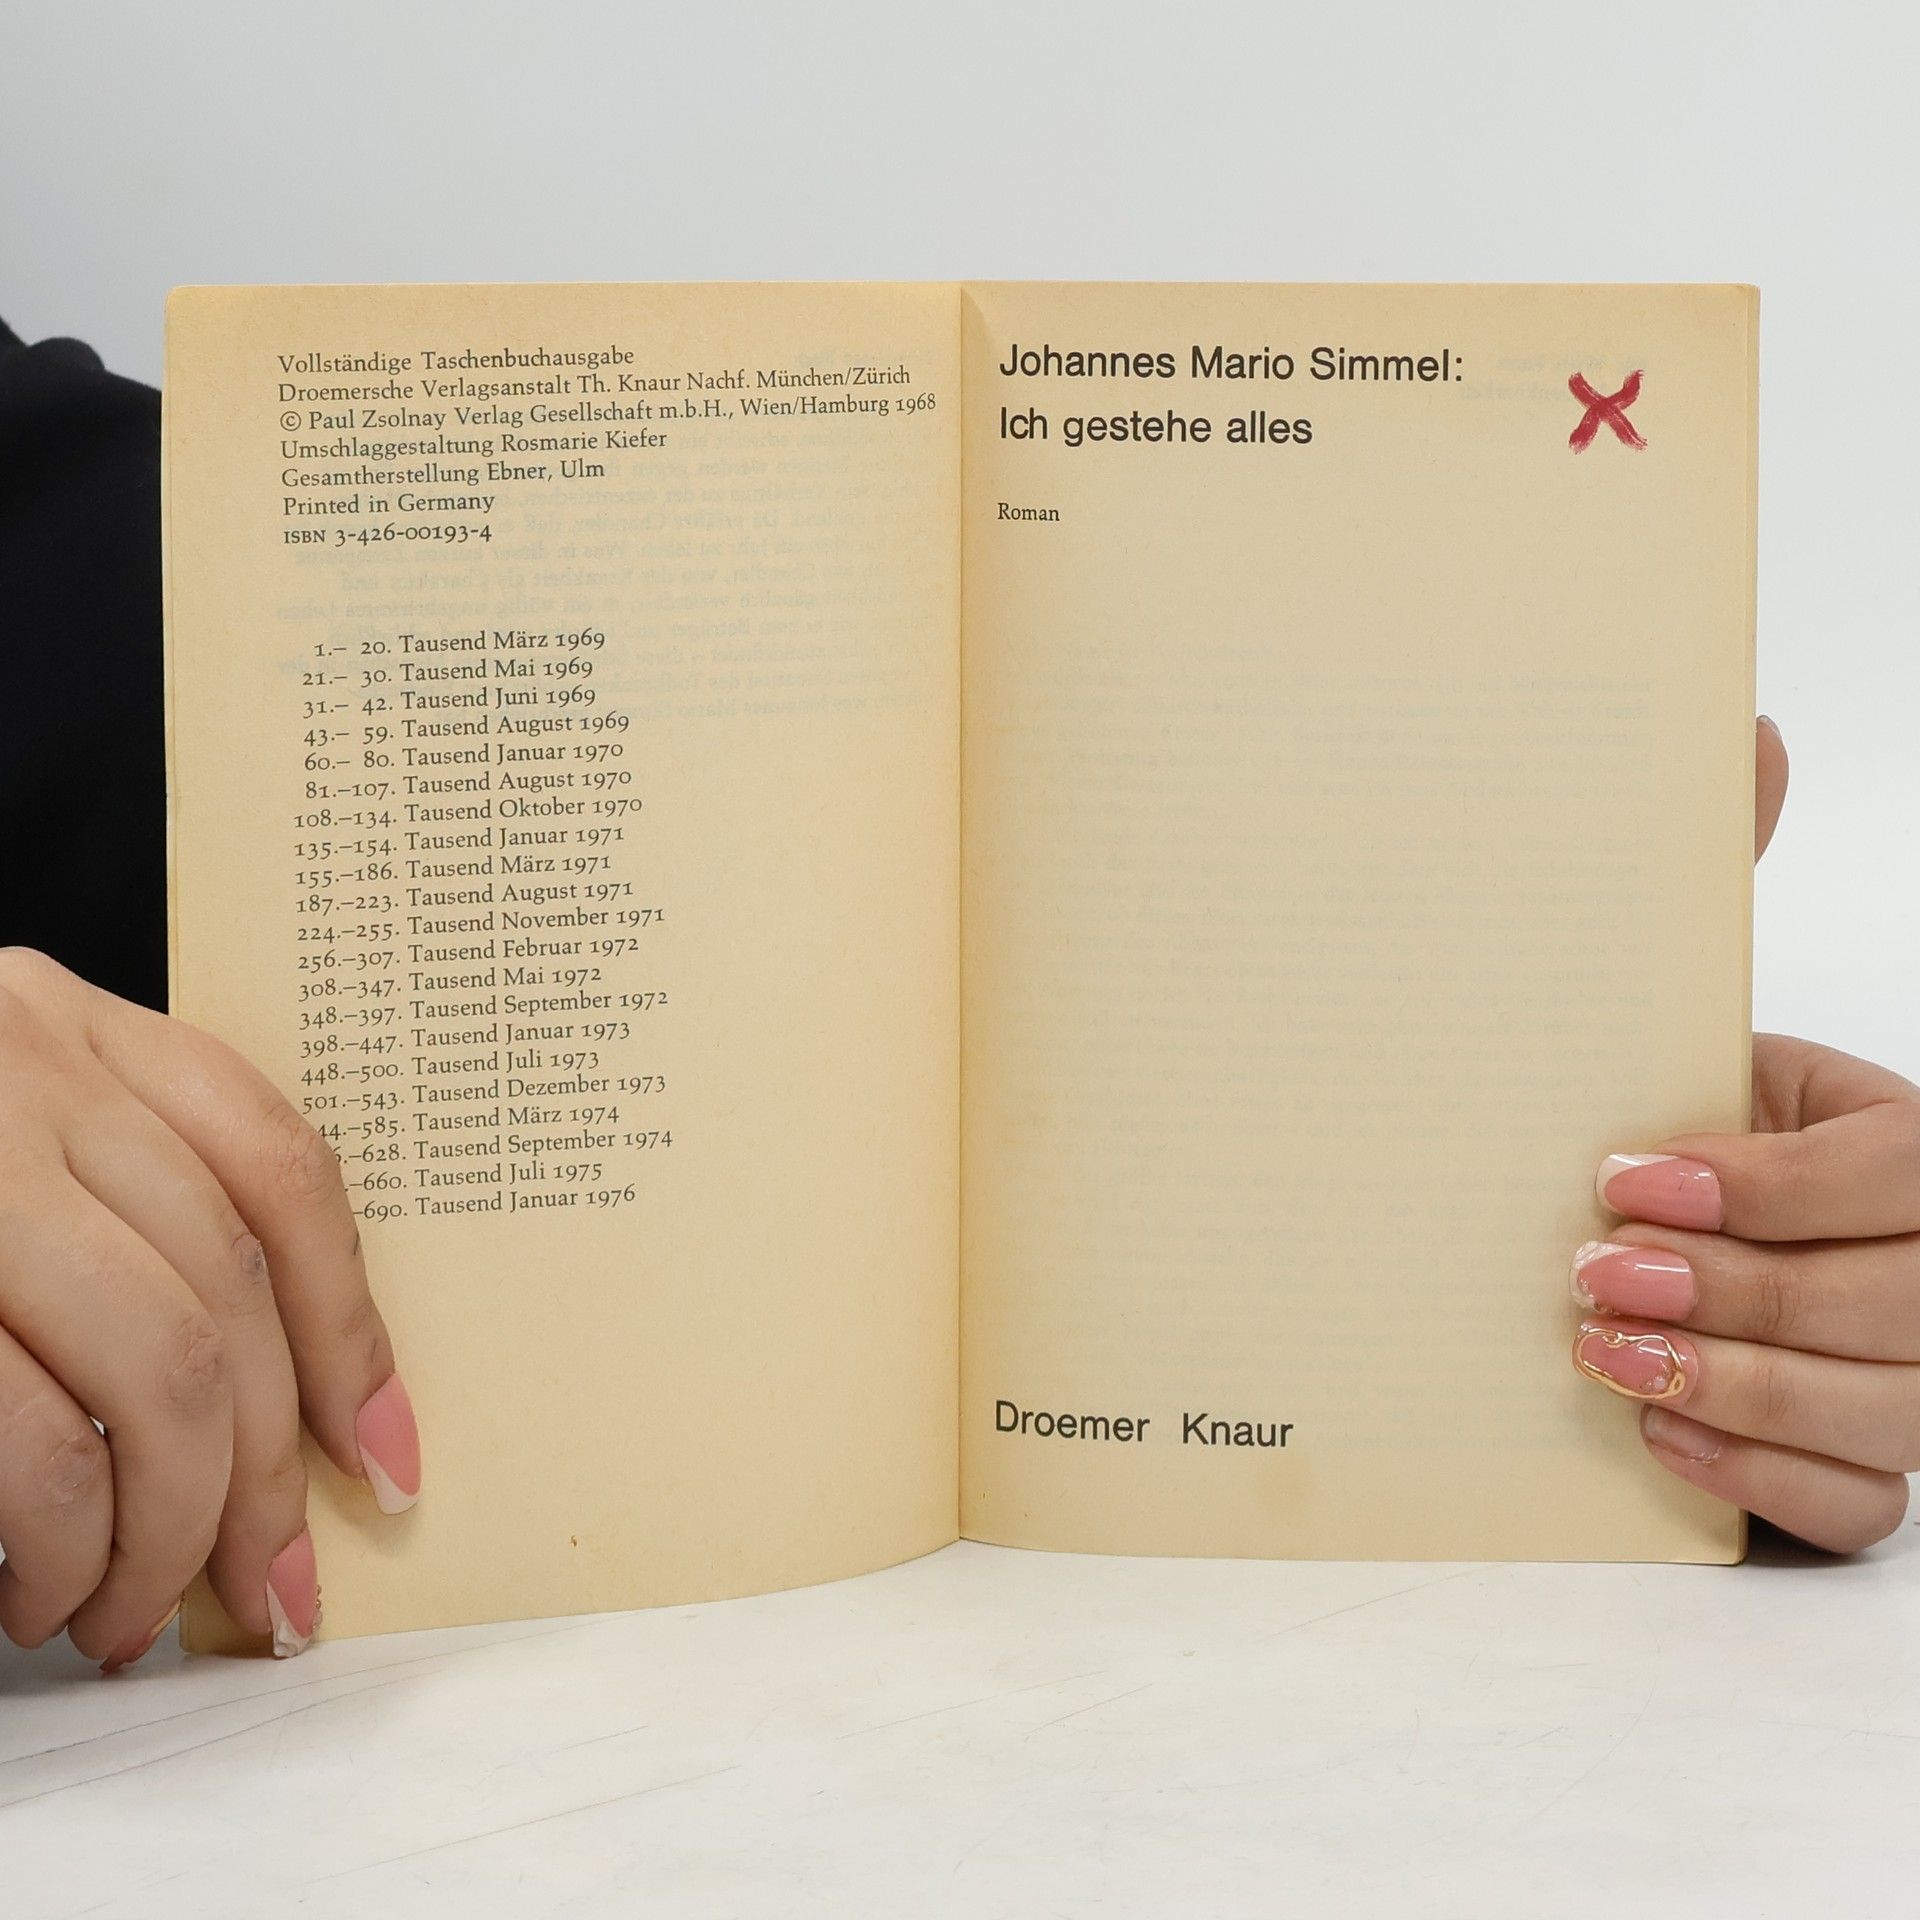 Vollständige Taschenbuchausgabe
Droemersche Verlagsanstalt Th. Knaur Nachf. München/Zürich
© Paul Zsolnay Verlag Gesellschaft m.b.H., Wien/Hamburg 1968
Umschlaggestaltung Rosmarie Kiefer
Gesamtherstellung Ebner, Ulm
Printed in Germany
ISBN 3-426-00193-4
1.– 20. Tausend März 1969
21.– 30. Tausend Mai 1969
31.– 42. Tausend Juni 1969
43.– 59. Tausend August 1969
60.– 80. Tausend Januar 1970
81.–107. Tausend August 1970
108.–134. Tausend Oktober 1970
135.–154. Tausend Januar 1971
155.–186. Tausend März 1971
187.–223. Tausend August 1971
224.–255. Tausend November 1971
256.–307. Tausend Februar 1972
308.–347. Tausend Mai 1972
348.–397. Tausend September 1972
398.–447. Tausend Januar 1973
448.–500. Tausend Juli 1973
501.–543. Tausend Dezember 1973
44.–585. Tausend März 1974
.–628. Tausend September 1974
.–660. Tausend Juli 1975
–690. Tausend Januar 1976
Johannes Mario Simmel:
Ich gestehe alles
Roman
Droemer Knaur